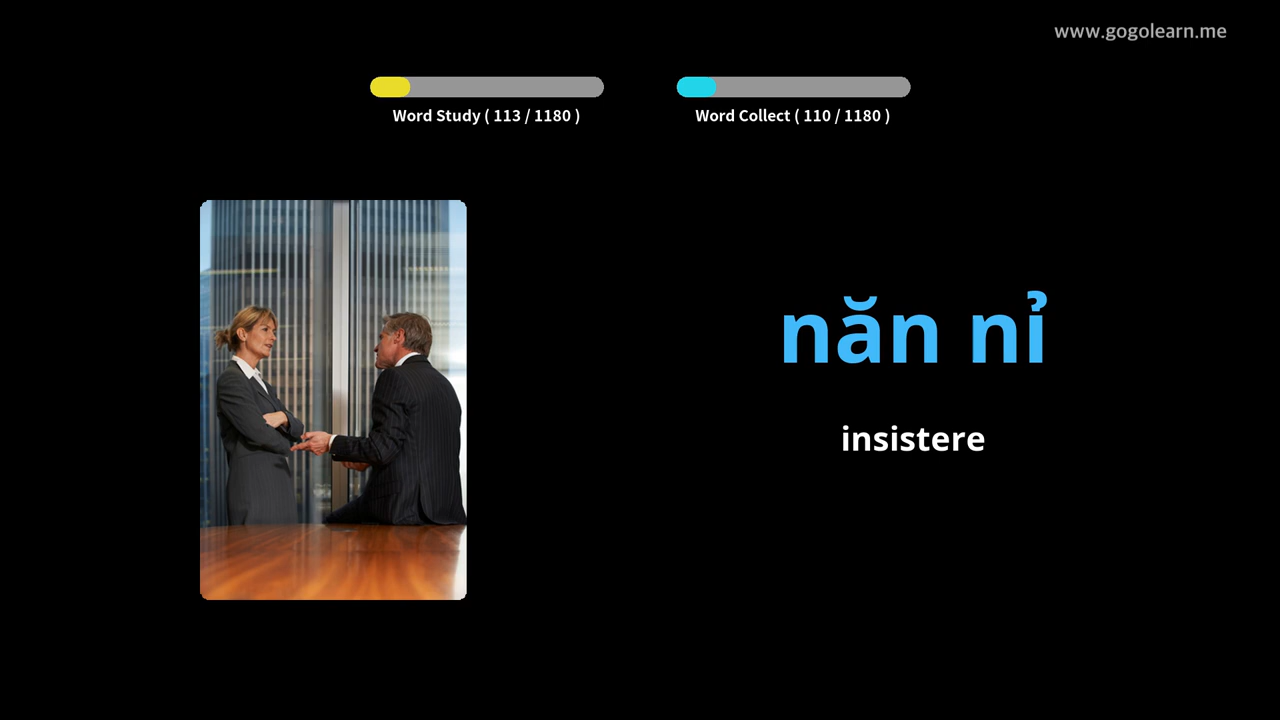 www.gogolearn.me
Word Study ( 113 / 1180 )
Word Collect ( 110 / 1180 )
năn nỉ
insistere